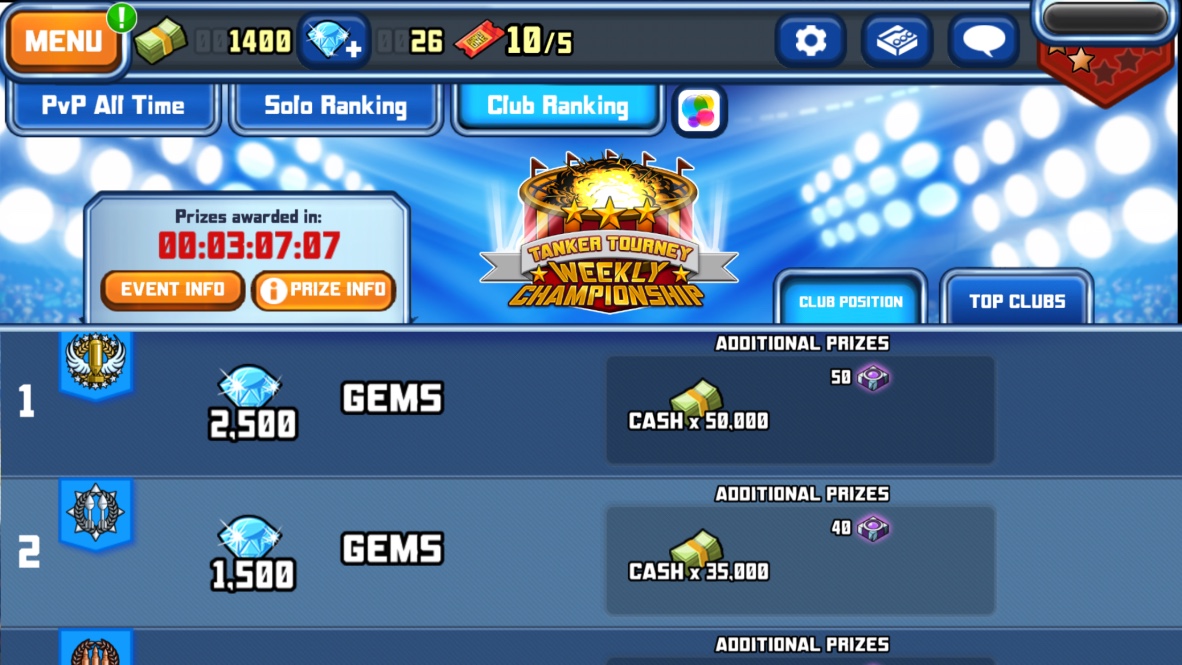 MENU
!
001400
0026
10/5
PvP All Time
Solo Ranking
Club Ranking
Prizes awarded in:
00:03:07:07
EVENT INFO
i PRIZE INFO
TANKER TOURNEY
WEEKLY
CHAMPIONSHIP
CLUB POSITION
TOP CLUBS
1
2,500
GEMS
ADDITIONAL PRIZES
50
CASH x 50,000
2
1,500
GEMS
ADDITIONAL PRIZES
40
CASH x 35,000
ADDITIONAL PRIZES